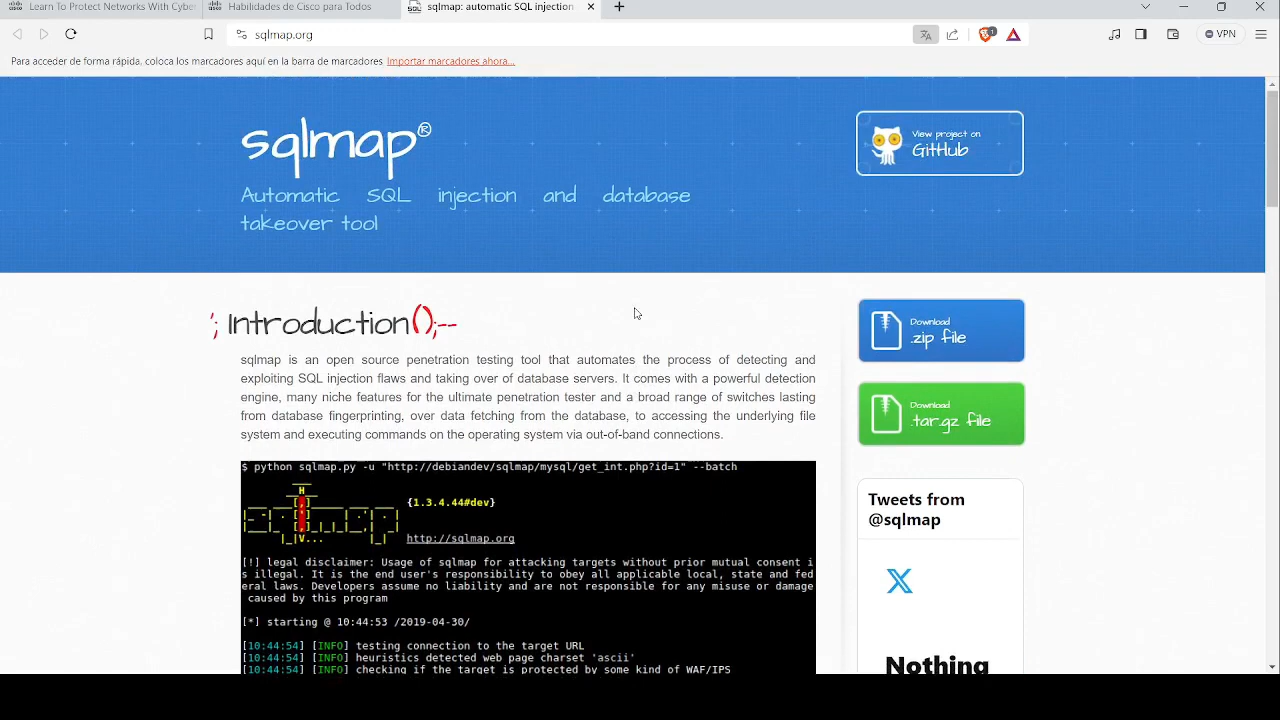 Learn To Protect Networks With Cyber
Habilidades de Cisco para Todos
sqlmap: automatic SQL injection
sqlmap.org
1
VPN
Para acceder de forma rápida, coloca los marcadores aquí en la barra de marcadores Importar marcadores ahora...
sqlmap®
Automatic SQL injection and database
takeover tool
View project on
GitHub
'; Introduction();--
sqlmap is an open source penetration testing tool that automates the process of detecting and
exploiting SQL injection flaws and taking over of database servers. It comes with a powerful detection
engine, many niche features for the ultimate penetration tester and a broad range of switches lasting
from database fingerprinting, over data fetching from the database, to accessing the underlying file
system and executing commands on the operating system via out-of-band connections.
Download
.zip file
Download
.tar.gz file
Tweets from
@sqlmap
Nothing
$ python sqlmap.py -u "http://debiandev/sqlmap/mysql/get_int.php?id=1" --batch
{1.3.4.44#dev}
http://sqlmap.org
[!] legal disclaimer: Usage of sqlmap for attacking targets without prior mutual consent i
s illegal. It is the end user's responsibility to obey all applicable local, state and fed
eral laws. Developers assume no liability and are not responsible for any misuse or damage
caused by this program
[*] starting @ 10:44:53 /2019-04-30/
[10:44:54] [INFO] testing connection to the target URL
[10:44:54] [INFO] heuristics detected web page charset 'ascii'
[10:44:54] [INFO] checking if the target is protected by some kind of WAF/IPS